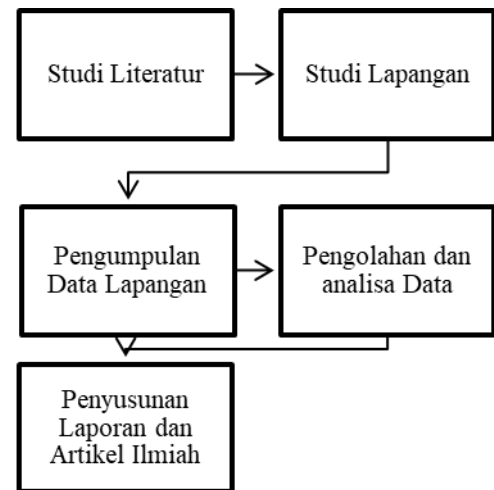 Studi Literatur
Studi Lapangan
Pengumpulan
Data Lapangan
Pengolahan dan
analisa Data
Penyusunan
Laporan dan
Artikel Ilmiah